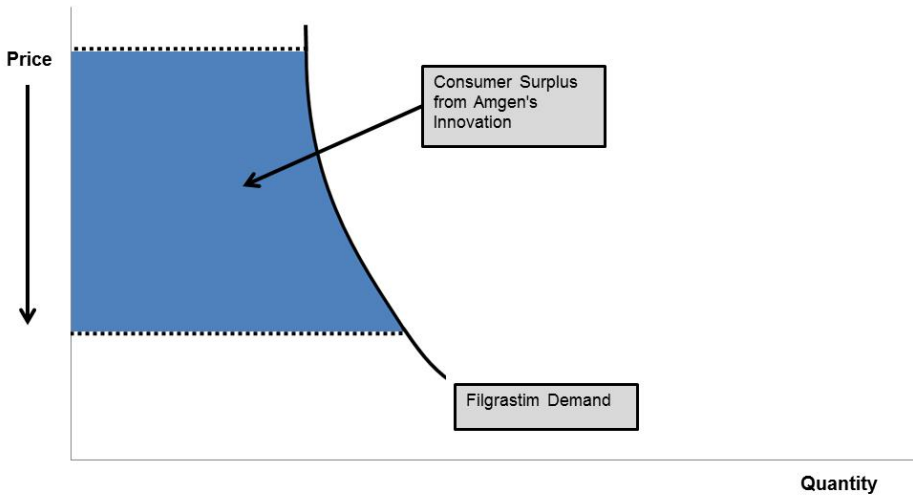 Price
Consumer Surplus
from Amgen's
Innovation
Filgrastim Demand
Quantity